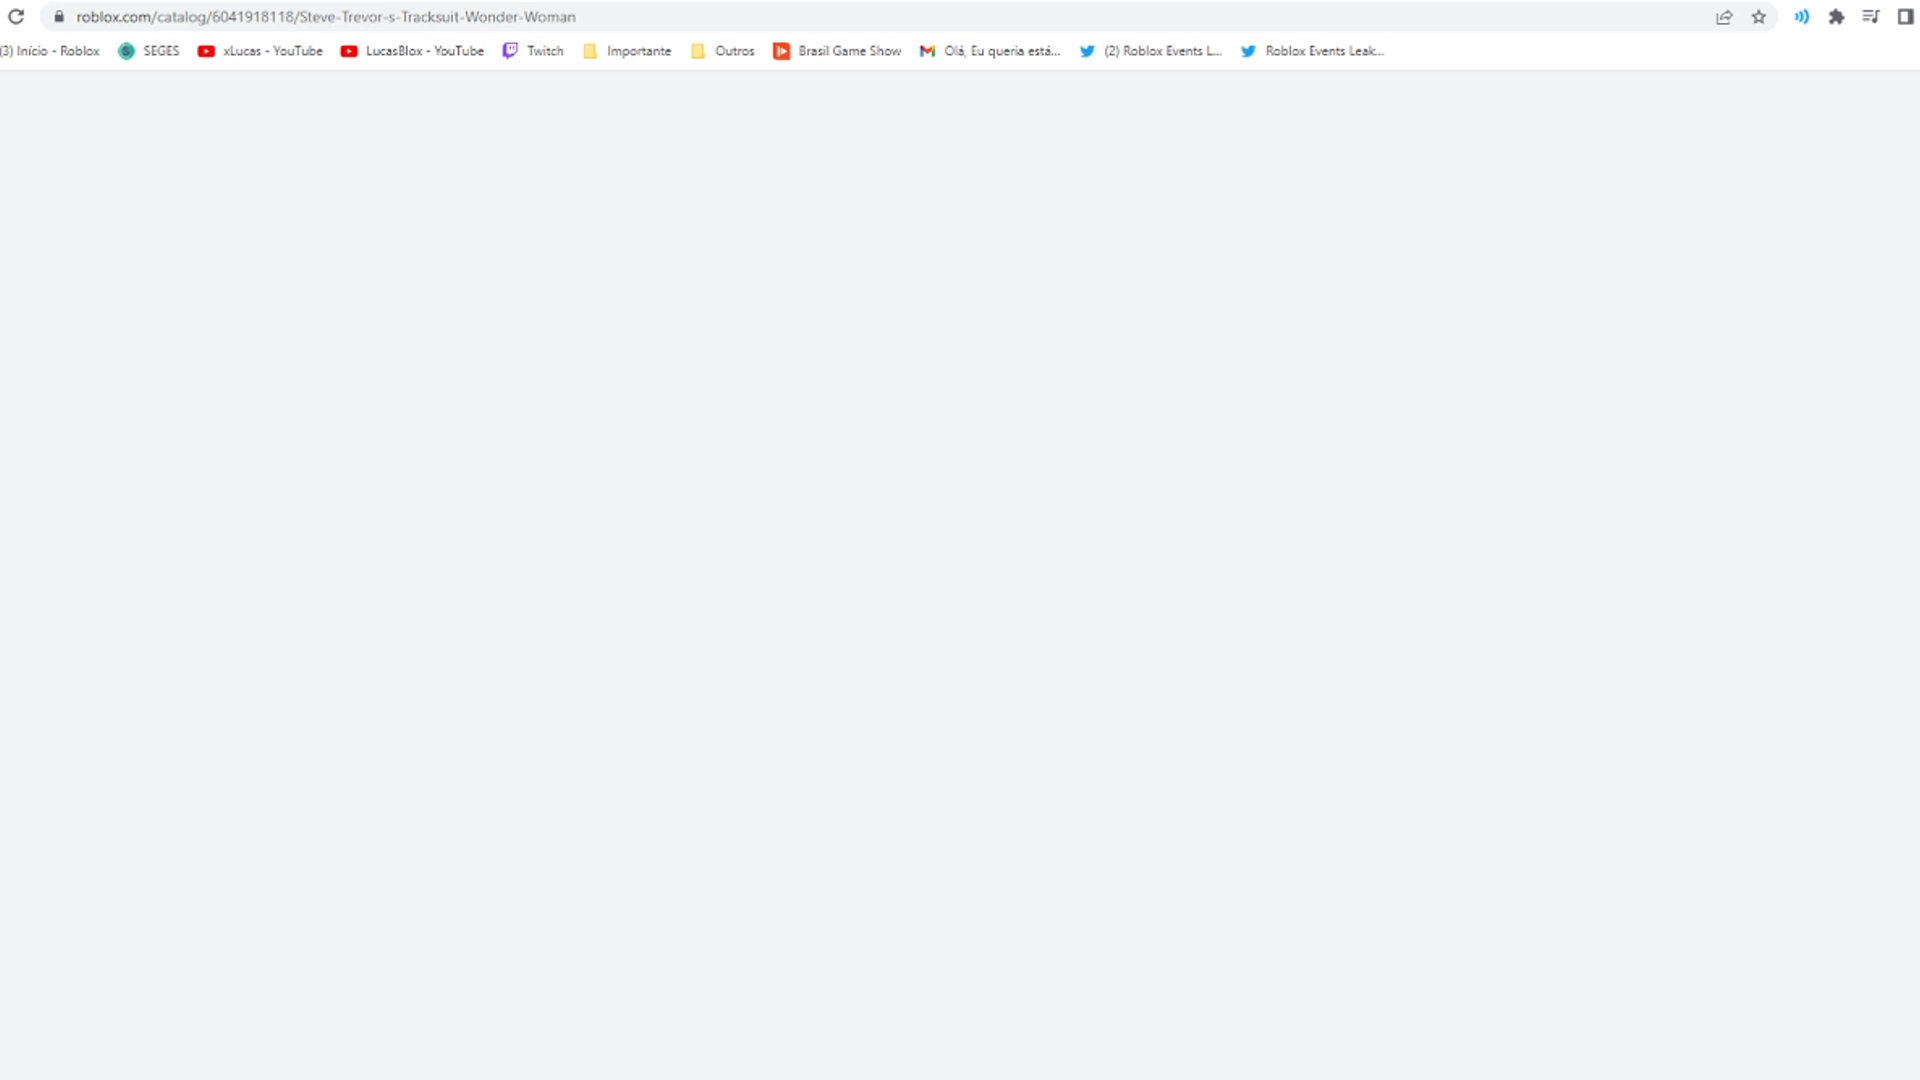 roblox.com/catalog/6041918118/Steve-Trevor-s-Tracksuit-Wonder-Woman
(3) Início - Roblox SEGES xLucas - YouTube LucasBlox - YouTube Twitch Importante Outros Brasil Game Show Olá, Eu queria está... (2) Roblox Events L... Roblox Events Leak...